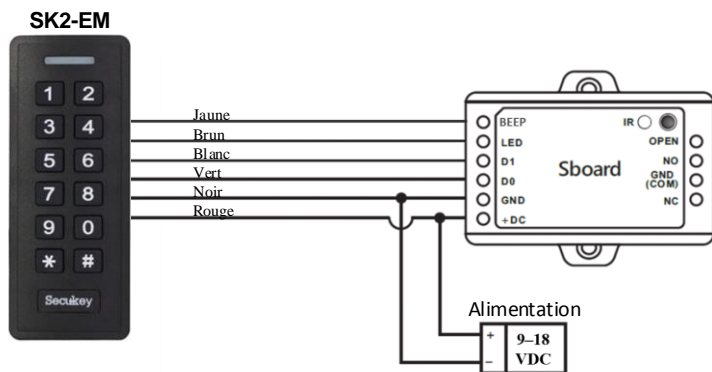 SK2-EM
1 2
3 4
5 6
7 8
9 0
* #
Secukey
Jaune
Brun
Blanc
Vert
Noir
Rouge
BEEP
LED
D1
D0
GND
+DC
Sboard
IR
OPEN
NO
GND
(COM)
NC
Alimentation
+
–
9–18
VDC